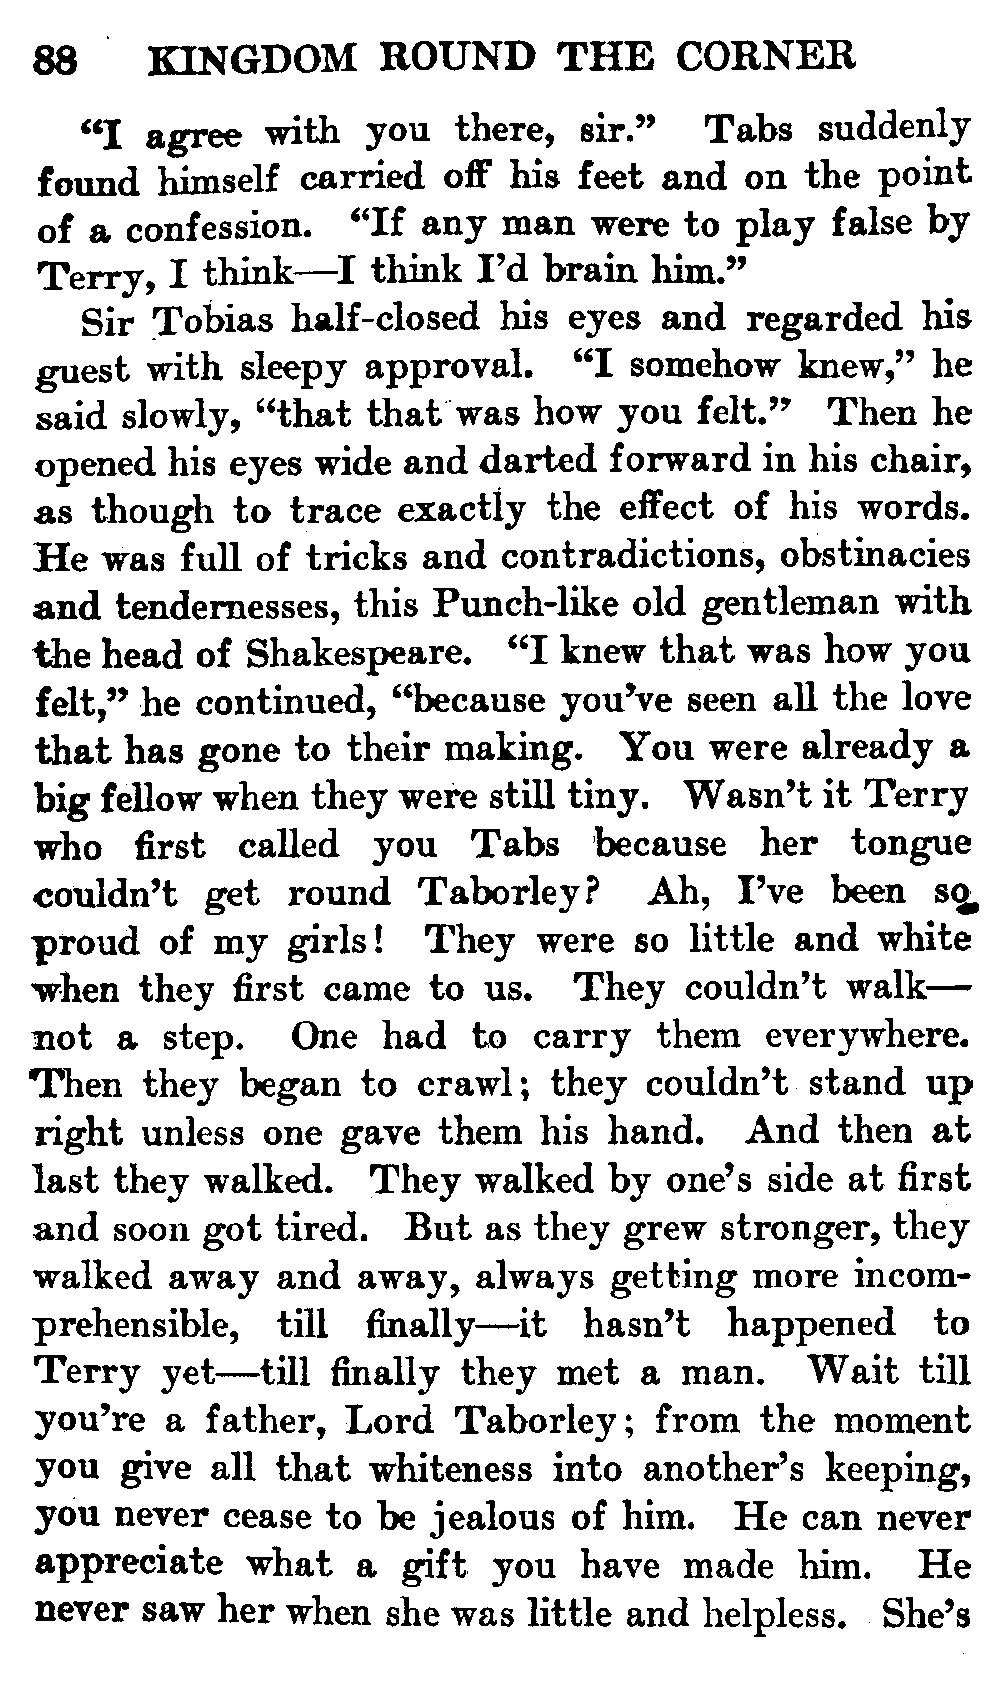 88 KINGDOM ROUND THE CORNER
"I agree with you there, sir." Tabs suddenly
found himself carried off his feet and on the point
of a confession. "If any man were to play false by
Terry, I think—I think I'd brain him."
Sir Tobias half-closed his eyes and regarded his
guest with sleepy approval. "I somehow knew," he
said slowly, "that that was how you felt." Then he
opened his eyes wide and darted forward in his chair,
as though to trace exactly the effect of his words.
He was full of tricks and contradictions, obstinacies
and tendernesses, this Punch-like old gentleman with
the head of Shakespeare. "I knew that was how you
felt," he continued, "because you've seen all the love
that has gone to their making. You were already a
big fellow when they were still tiny. Wasn't it Terry
who first called you Tabs because her tongue
couldn't get round Taborley? Ah, I've been so
proud of my girls! They were so little and white
when they first came to us. They couldn't walk—
not a step. One had to carry them everywhere.
Then they began to crawl; they couldn't stand up
right unless one gave them his hand. And then at
last they walked. They walked by one's side at first
and soon got tired. But as they grew stronger, they
walked away and away, always getting more incom-
prehensible, till finally—it hasn't happened to
Terry yet—till finally they met a man. Wait till
you're a father, Lord Taborley; from the moment
you give all that whiteness into another's keeping,
you never cease to be jealous of him. He can never
appreciate what a gift you have made him. He
never saw her when she was little and helpless. She's